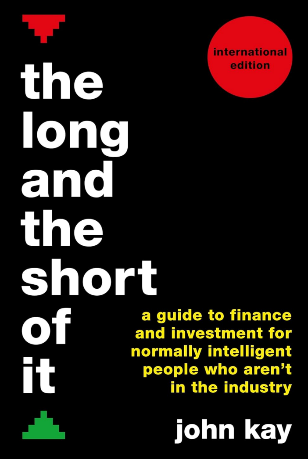 international
edition
the
long
and
the
short
of
it
a guide to finance
and investment for
normally intelligent
people who aren't
in the industry
john kay